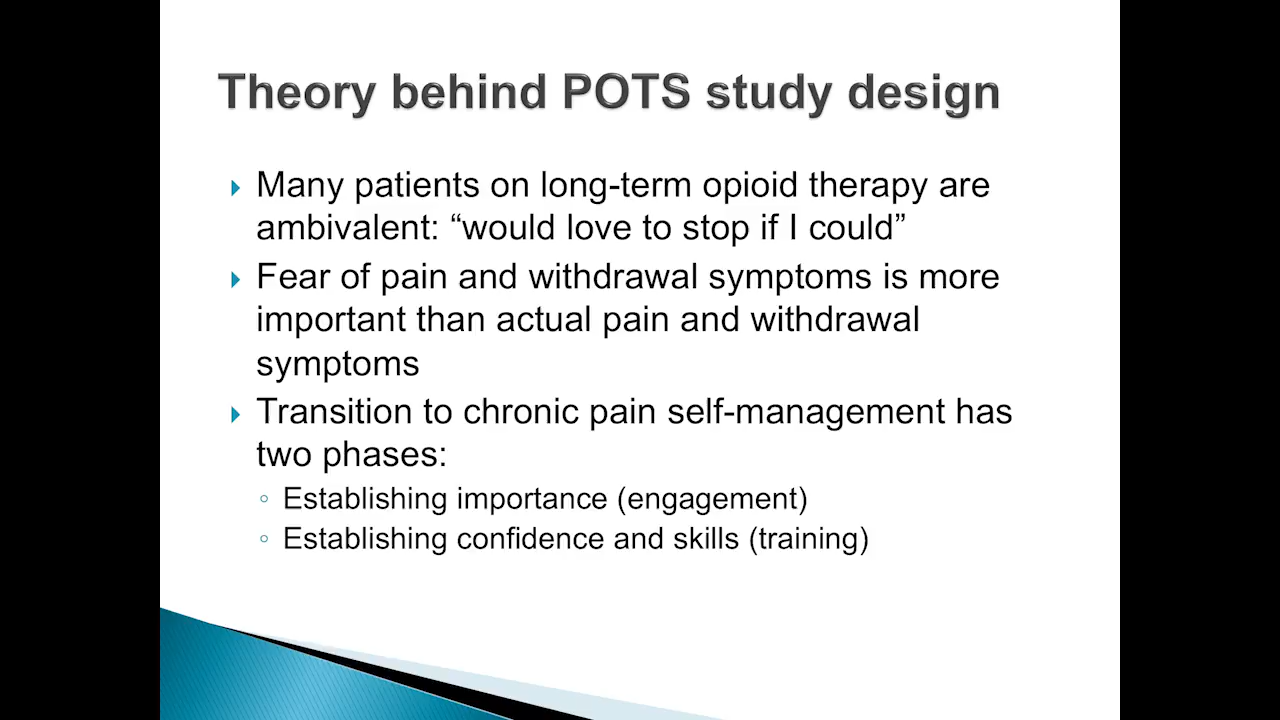 Theory behind POTS study design
Many patients on long-term opioid therapy are
ambivalent: “would love to stop if I could”
Fear of pain and withdrawal symptoms is more
important than actual pain and withdrawal
symptoms
Transition to chronic pain self-management has
two phases:
Establishing importance (engagement)
Establishing confidence and skills (training)